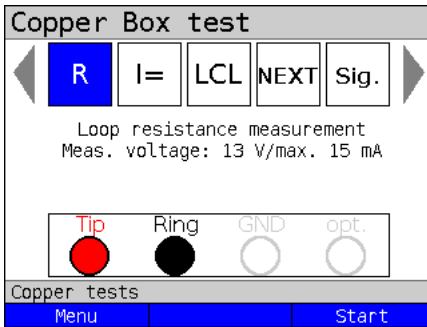 Copper Box test
R I= LCL NEXT Sig.
Loop resistance measurement
Meas. voltage: 13 V/max. 15 mA
Tip Ring GND opt.
Copper tests
Menu Start